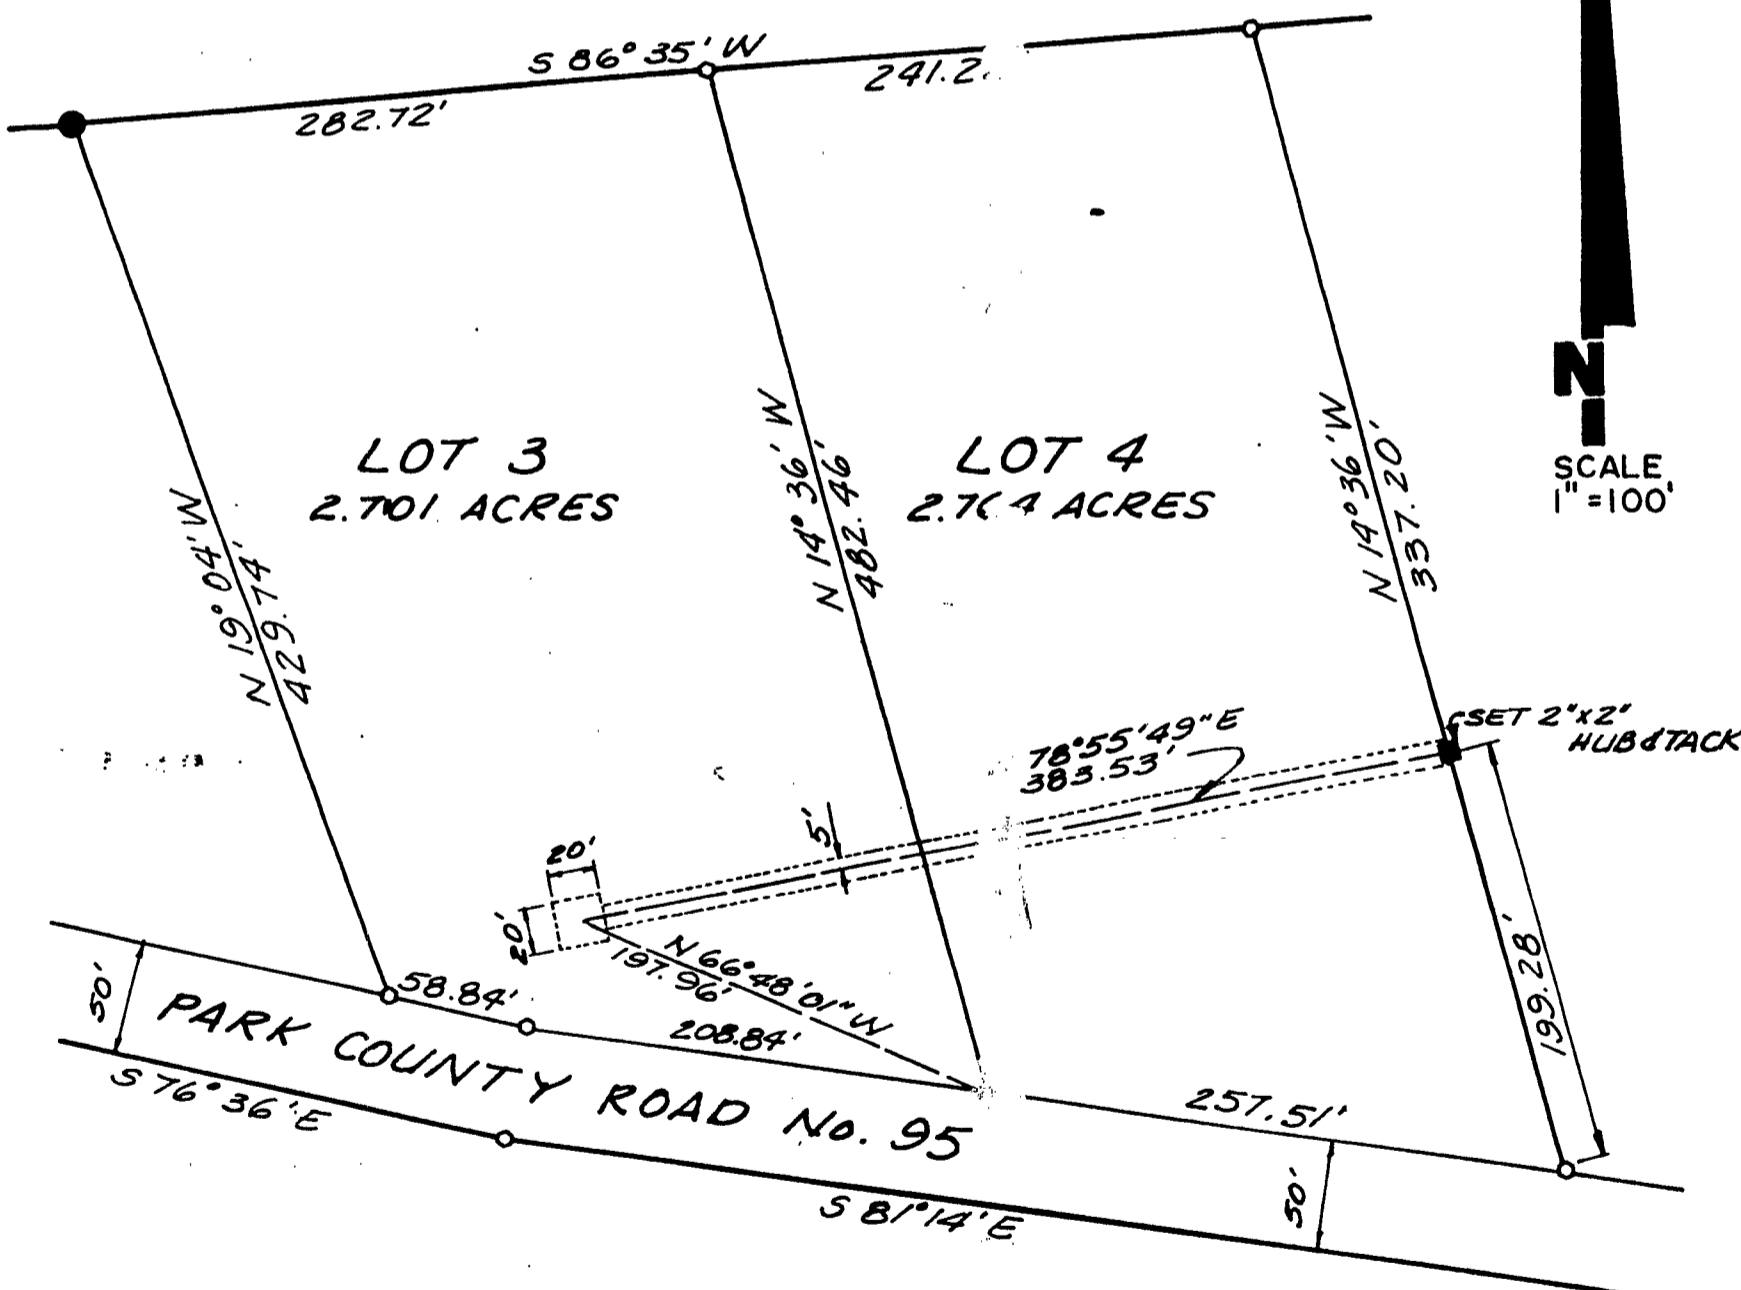 S 86° 35' W
282.72'
241.2
N
SCALE
1" = 100'
LOT 3
2.701 ACRES
LOT 4
ACRES
N 19° 04' W
429.74'
N 14° 36' W
482.46'
N 14° 36' W
337.20'
SET 2"x2"
HUB & TACK
78° 55' 49" E
383.53'
5'
20'
20'
N 66° 48' 01" W
197.96'
199.28'
58.84'
208.84'
257.51'
50'
PARK COUNTY ROAD No. 95
50'
S 76° 36' E
S 81° 14' E